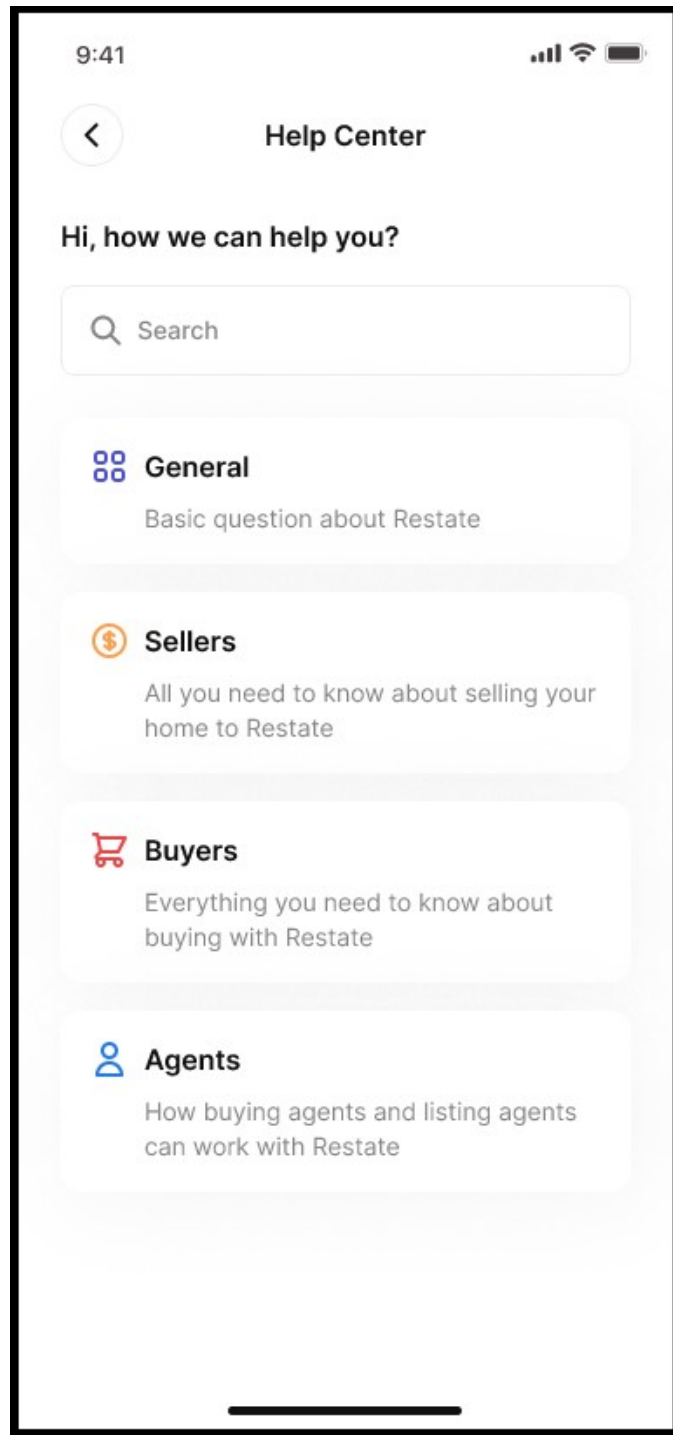 9:41
Help Center
Hi, how we can help you?
Search
General
Basic question about Restate
Sellers
All you need to know about selling your
home to Restate
Buyers
Everything you need to know about
buying with Restate
Agents
How buying agents and listing agents
can work with Restate